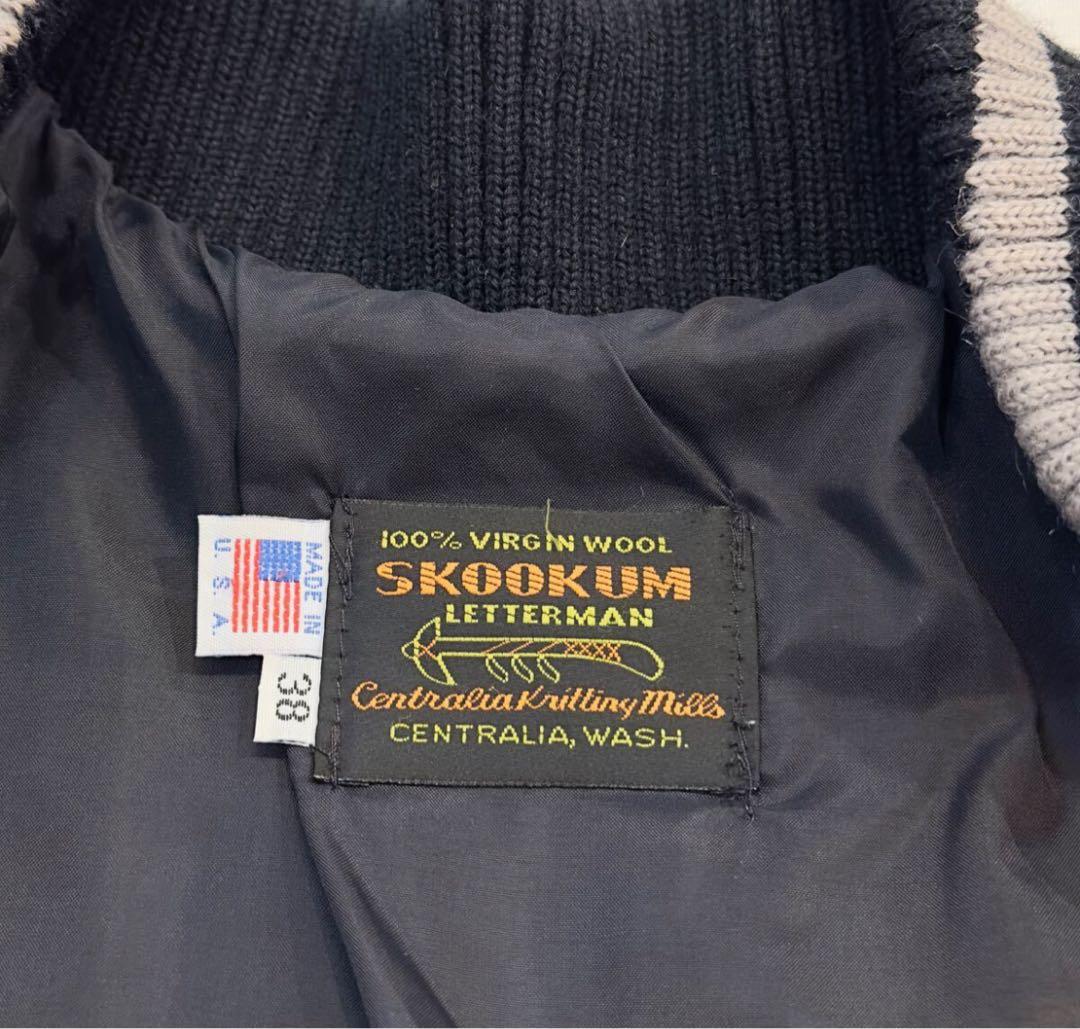 100% VIRGIN WOOL
SKOOKUM
LETTERMAN
Centralia Knitting Mills
CENTRALIA, WASH.
MADE IN
U. S. A.
38